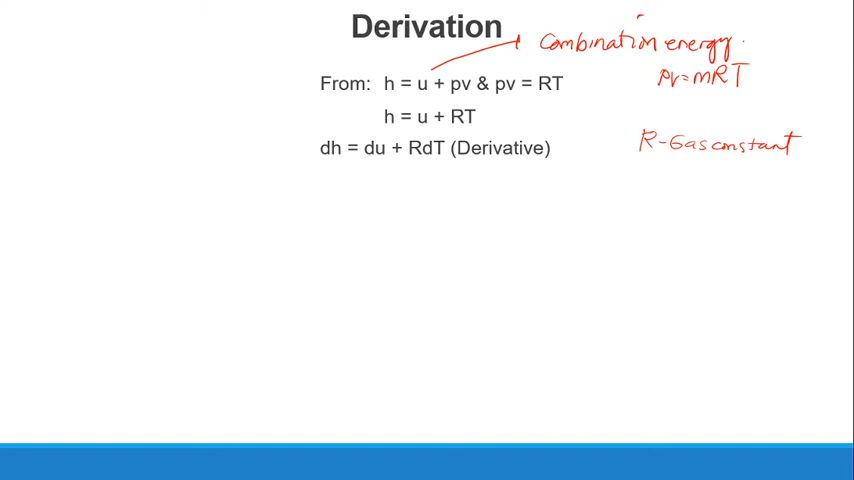 Derivation
Combination energy.
From: h = u + pv & pv = RT
pv=mRT
h = u + RT
dh = du + RdT (Derivative)
R-Gas constant